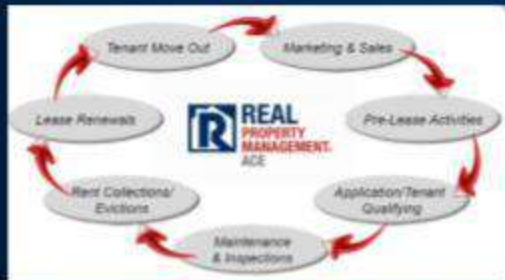 Tenant Move Out
Marketing & Sales
Lease Renewals
Pre-Lease Activities
R
REAL
PROPERTY
MANAGEMENT.
ACE
Rent Collections/
Evictions
Application/Tenant
Qualifying
Maintenance
& Inspections